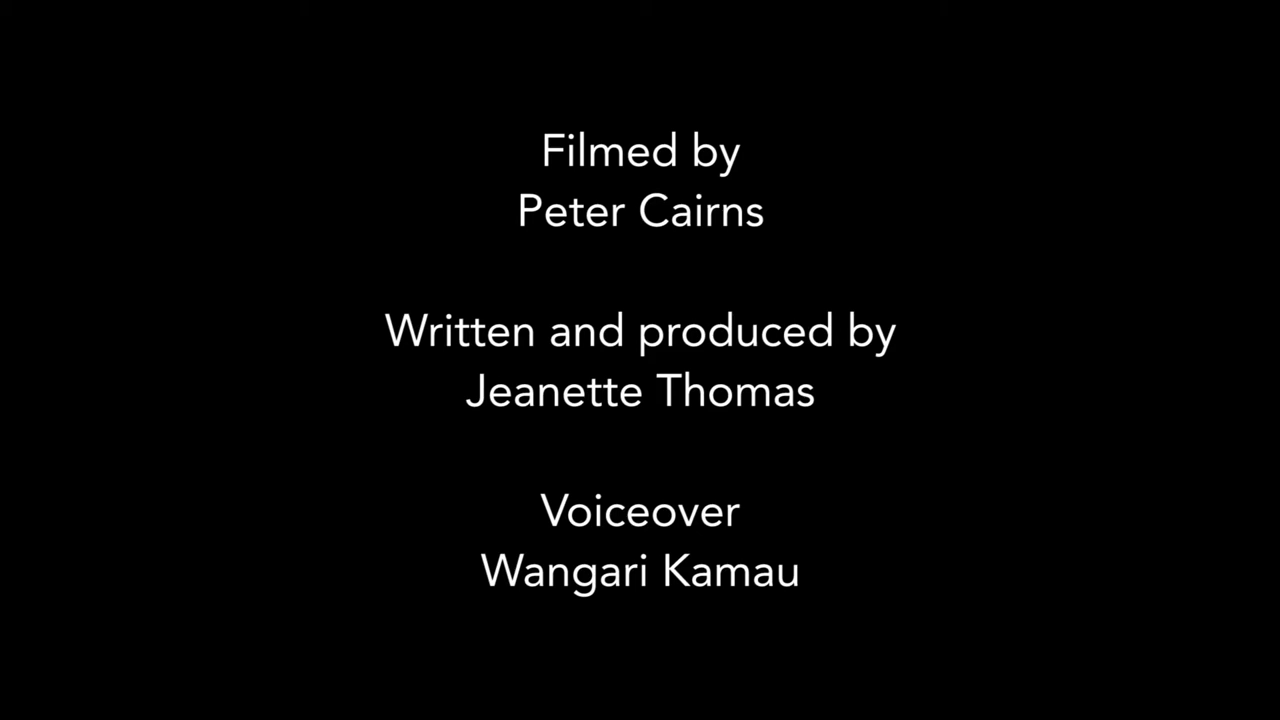 Filmed by
Peter Cairns
Written and produced by
Jeanette Thomas
Voiceover
Wangari Kamau